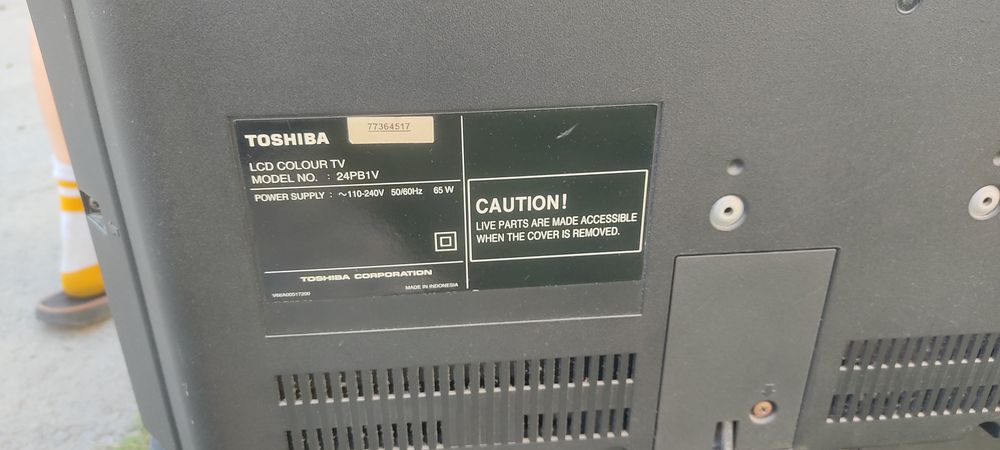 TOSHIBA
77364517
LCD COLOUR TV
MODEL NO. : 24PB1V
POWER SUPPLY : ~110-240V 50/60Hz 65 W
TOSHIBA CORPORATION
MADE IN INDONESIA
V66A00517200
CAUTION!
LIVE PARTS ARE MADE ACCESSIBLE
WHEN THE COVER IS REMOVED.